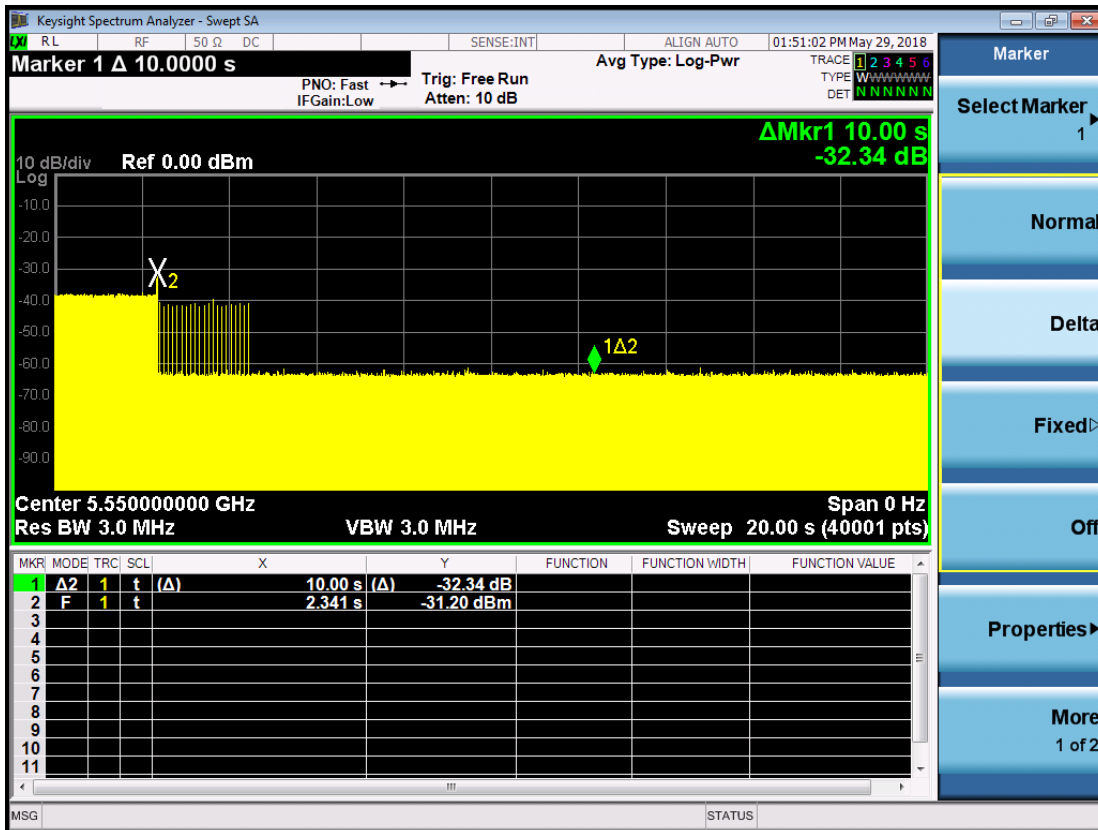 Keysight Spectrum Analyzer - Swept SA
LXI RL RF 50 Ω DC SENSE:INT ALIGN AUTO 01:51:02 PM May 29, 2018
Marker 1 Δ 10.0000 s
PNO: Fast
IFGain:Low
Trig: Free Run
Atten: 10 dB
Avg Type: Log-Pwr
TRACE 1 2 3 4 5 6
TYPE WWWWWW
DET N N N N N N
ΔMkr1 10.00 s
-32.34 dB
10 dB/div Ref 0.00 dBm
Log
-10.0
-20.0
-30.0
-40.0
-50.0
-60.0
-70.0
-80.0
-90.0
X2
1Δ2
Center 5.550000000 GHz Span 0 Hz
Res BW 3.0 MHz VBW 3.0 MHz Sweep 20.00 s (40001 pts)
MKR MODE TRC SCL X Y FUNCTION FUNCTION WIDTH FUNCTION VALUE
1 Δ2 1 t (Δ) 10.00 s (Δ) -32.34 dB
2 F 1 t 2.341 s -31.20 dBm
3
4
5
6
7
8
9
10
11
MSG STATUS
Marker
Select Marker
1
Normal
Delta
Fixed
Off
Properties
More
1 of 2